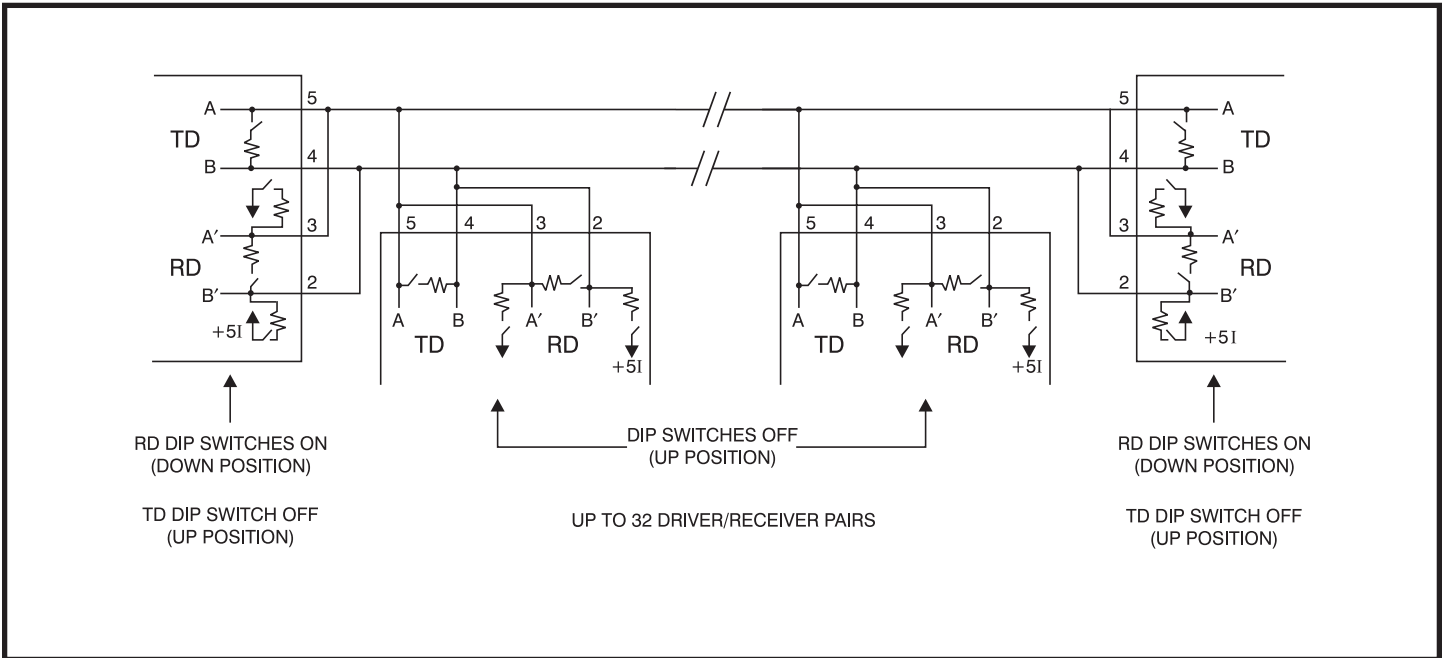 A 5 5 A
TD TD
B 4 4 B
5 4 3 2 5 4 3 2
A′ 3 3 A′
RD RD
B′ 2 2 B′
+5I +5I
A B A′ B′ A B A′ B′
TD RD TD RD
+5I +5I
RD DIP SWITCHES ON
(DOWN POSITION)
TD DIP SWITCH OFF
(UP POSITION)
DIP SWITCHES OFF
(UP POSITION)
UP TO 32 DRIVER/RECEIVER PAIRS
RD DIP SWITCHES ON
(DOWN POSITION)
TD DIP SWITCH OFF
(UP POSITION)